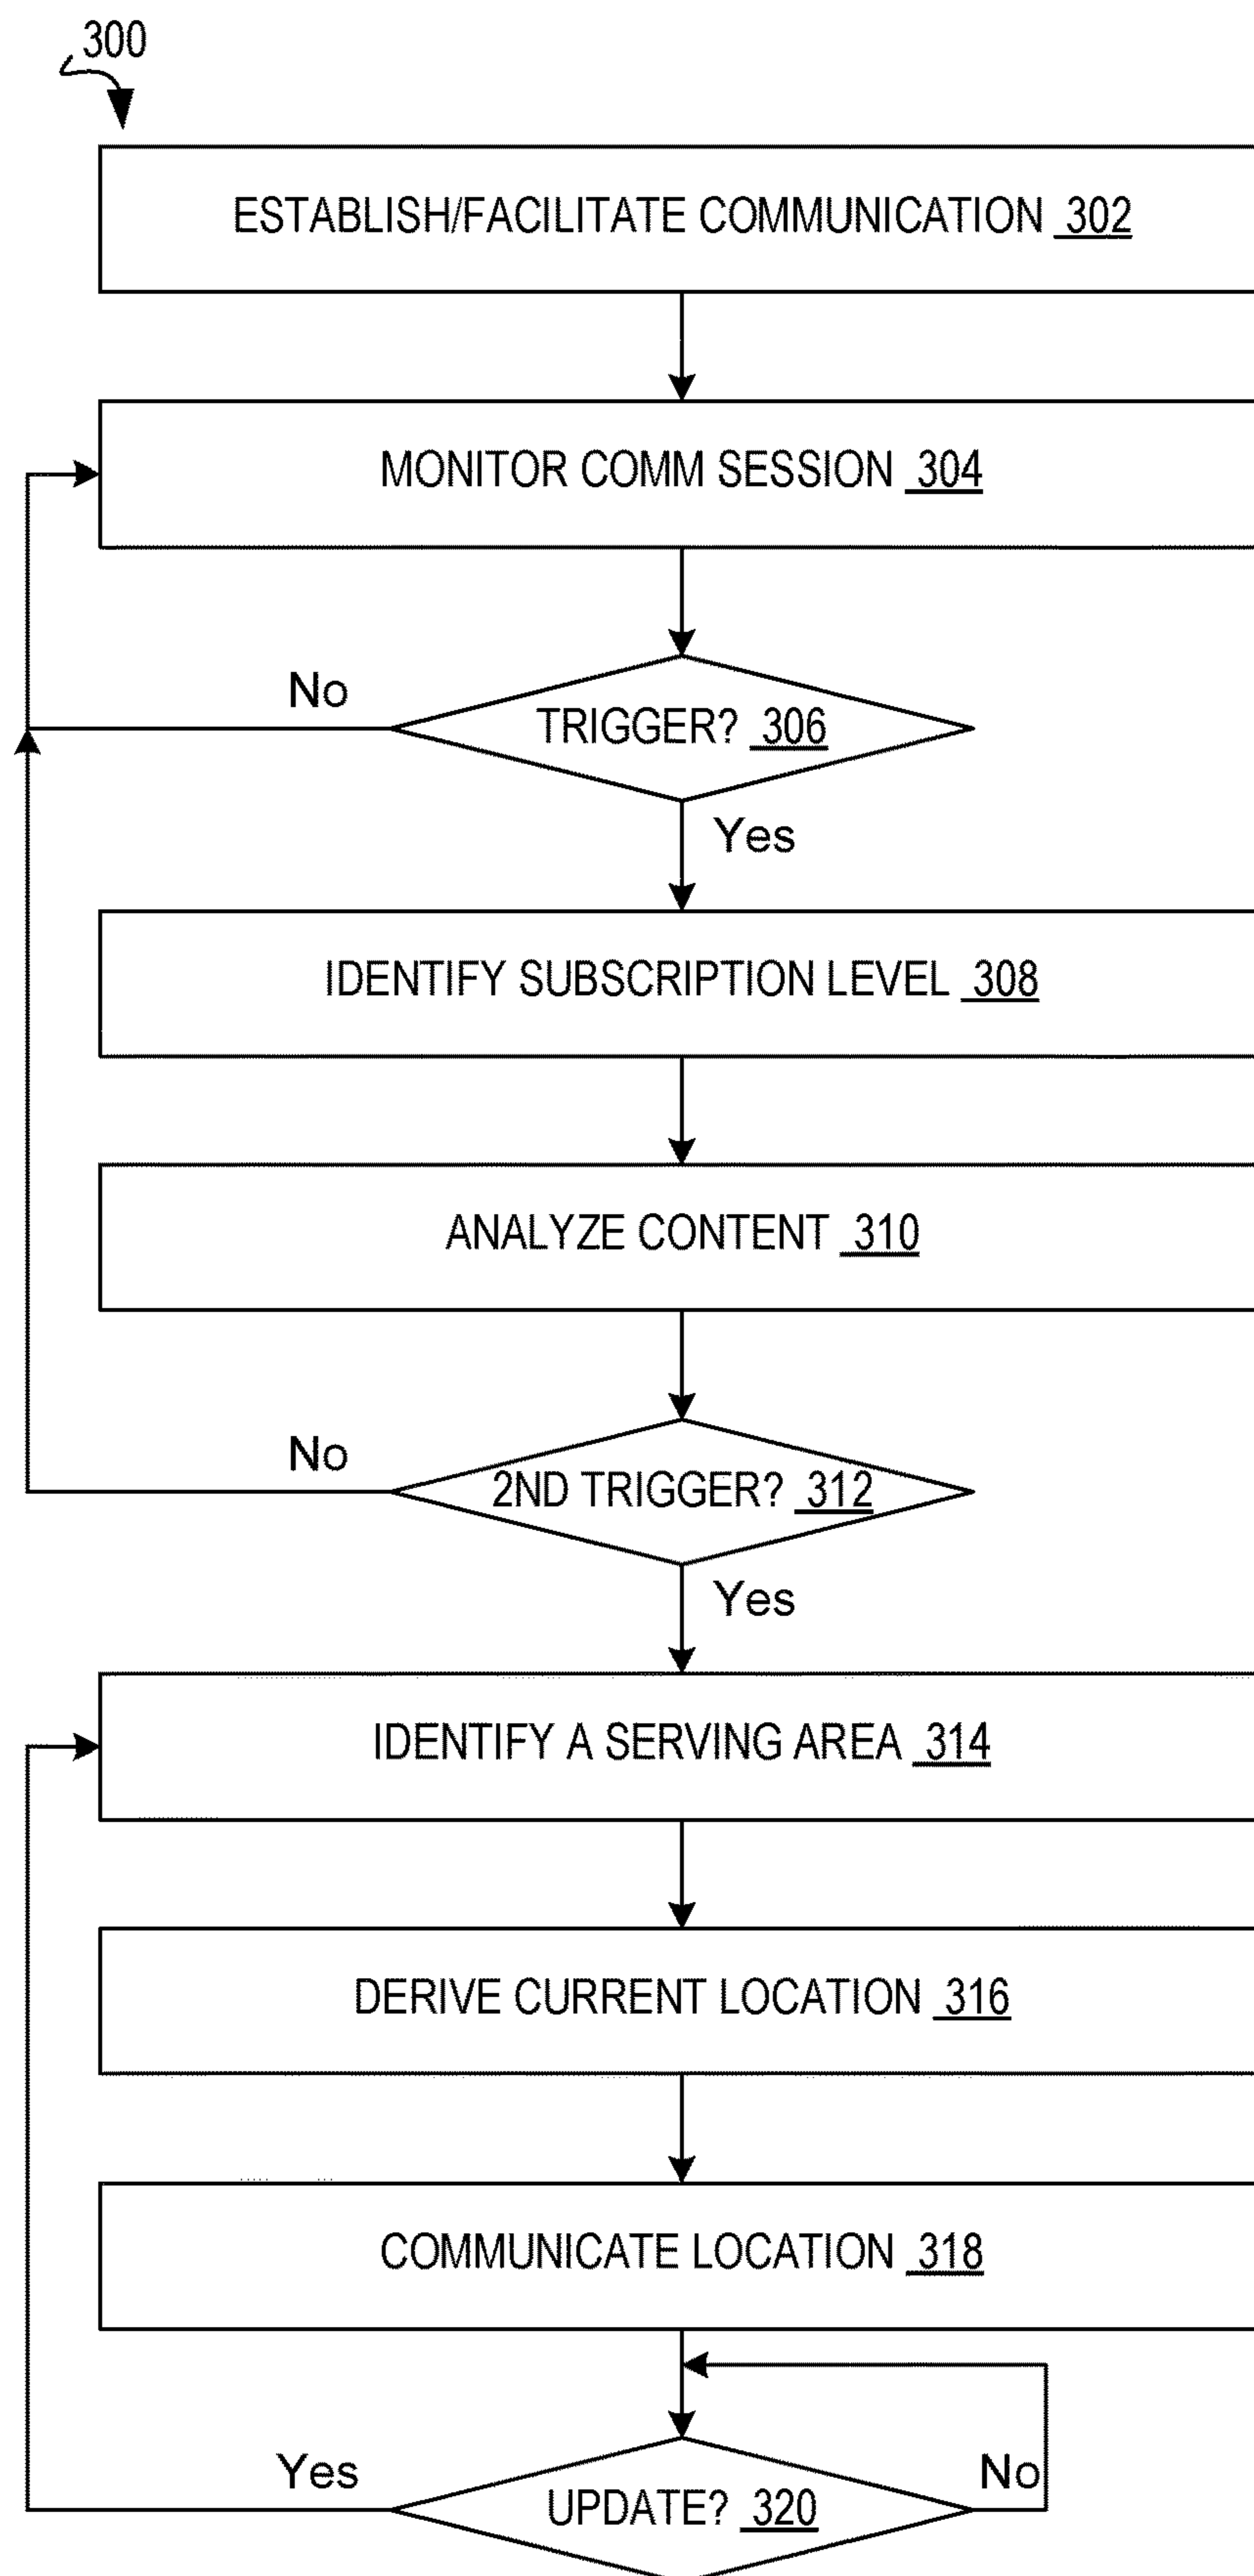 300
ESTABLISH/FACILITATE COMMUNICATION 302
MONITOR COMM SESSION 304
No
TRIGGER? 306
Yes
IDENTIFY SUBSCRIPTION LEVEL 308
ANALYZE CONTENT 310
No
2ND TRIGGER? 312
Yes
IDENTIFY A SERVING AREA 314
DERIVE CURRENT LOCATION 316
COMMUNICATE LOCATION 318
Yes
No
UPDATE? 320